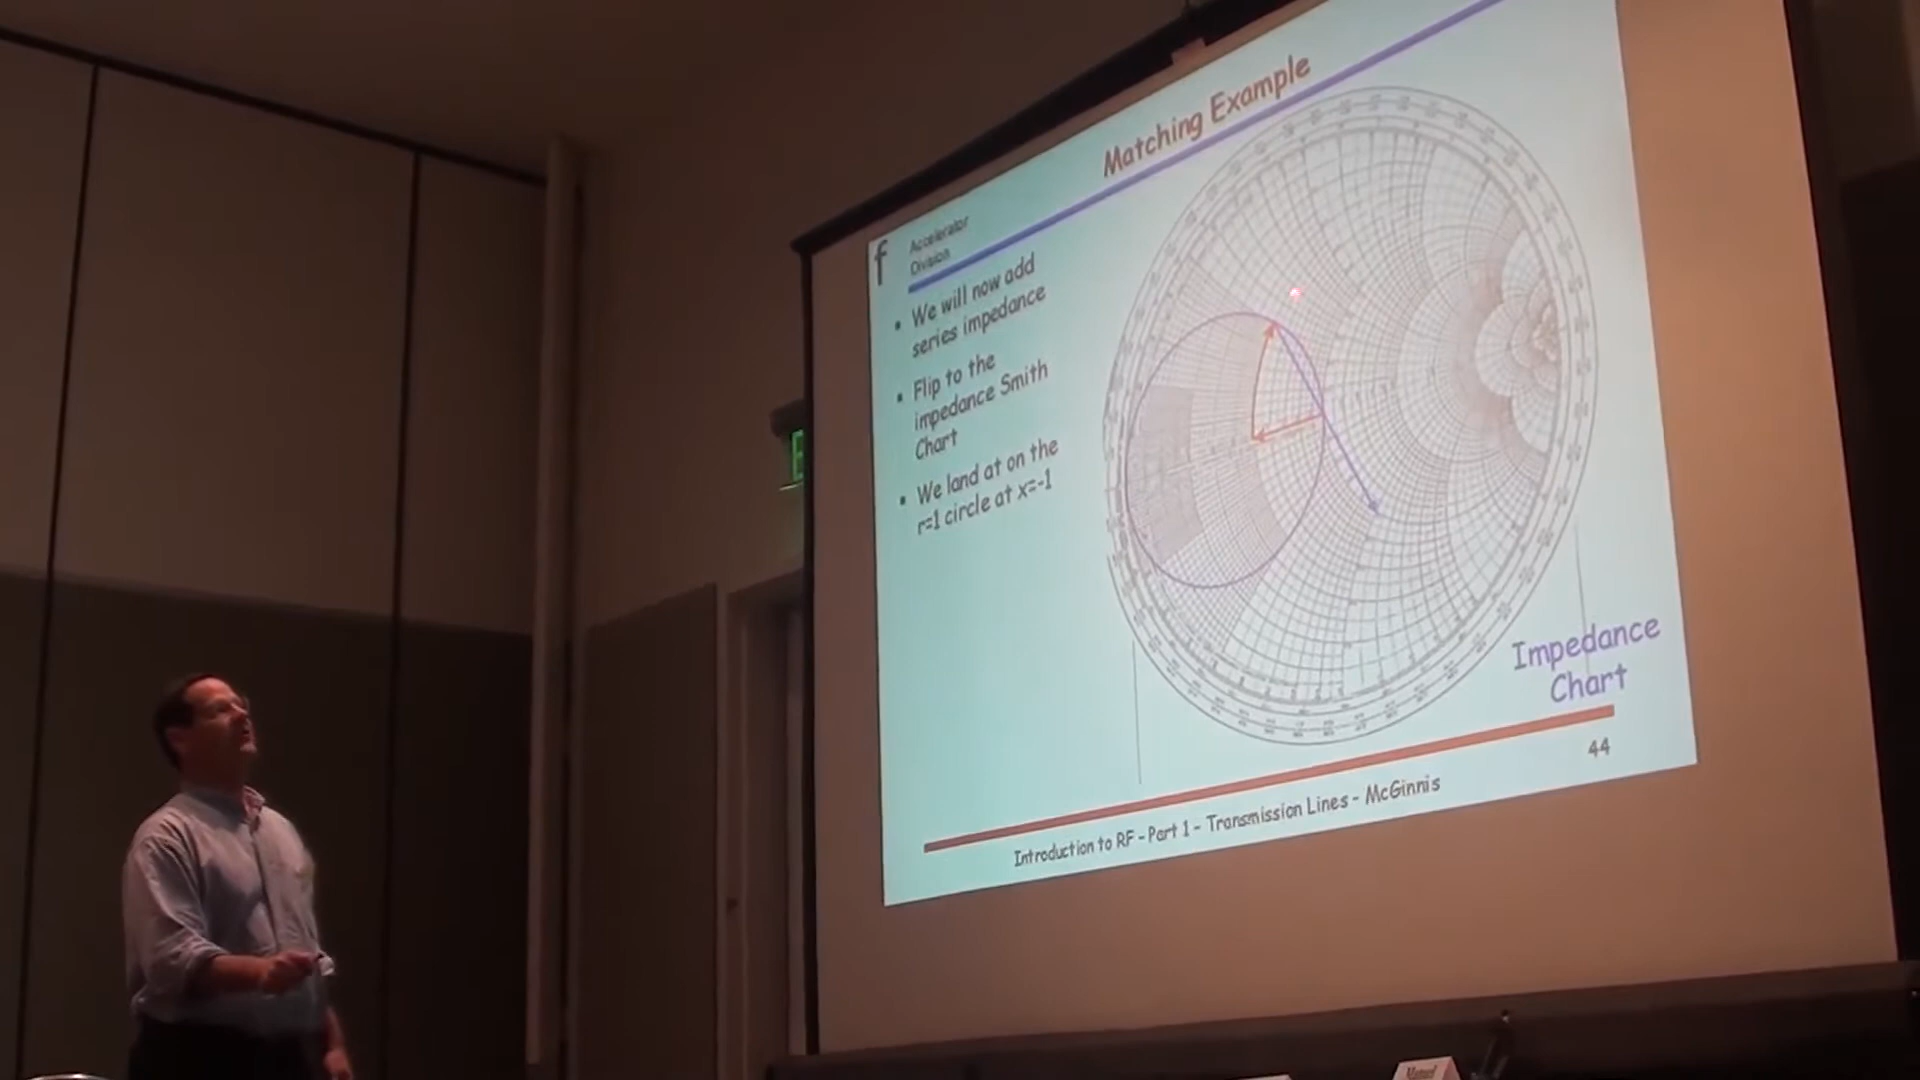 Matching Example
f
Accelerator
Division
▪ We will now add
series impedance
▪ Flip to the
impedance Smith
Chart
▪ We land at on the
r=1 circle at x=-1
Impedance
Chart
44
Introduction to RF - Part 1 - Transmission Lines - McGinnis
E
Manuel